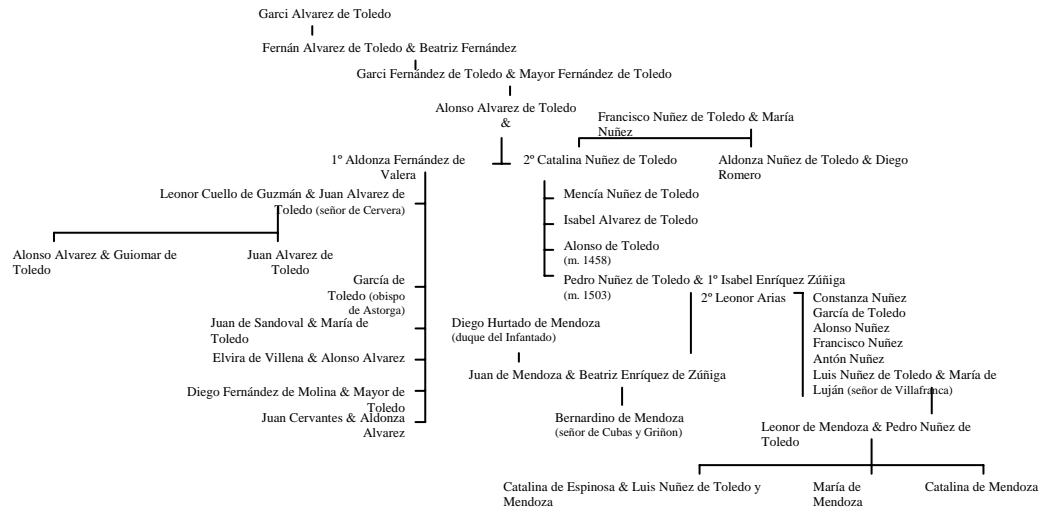 Garci Alvarez de Toledo
Fernán Alvarez de Toledo & Beatriz Fernández
Garci Fernández de Toledo & Mayor Fernández de Toledo
Alonso Alvarez de Toledo
&
Francisco Nuñez de Toledo & María
Nuñez
1º Aldonza Fernández de
Valera
2º Catalina Nuñez de Toledo
Aldonza Nuñez de Toledo & Diego
Romero
Leonor Cuello de Guzmán & Juan Alvarez de
Toledo (señor de Cervera)
Alonso Alvarez & Guiomar de
Toledo
Juan Alvarez de
Toledo
García de
Toledo (obispo
de Astorga)
Juan de Sandoval & María de
Toledo
Elvira de Villena & Alonso Alvarez
Diego Fernández de Molina & Mayor de
Toledo
Juan Cervantes & Aldonza
Alvarez
Mencía Nuñez de Toledo
Isabel Alvarez de Toledo
Alonso de Toledo
(m. 1458)
Pedro Nuñez de Toledo & 1º Isabel Enríquez Zúñiga
(m. 1503)
2º Leonor Arias
Constanza Nuñez
García de Toledo
Alonso Nuñez
Francisco Nuñez
Antón Nuñez
Luis Nuñez de Toledo & María de
Luján (señor de Villafranca)
Diego Hurtado de Mendoza
(duque del Infantado)
Juan de Mendoza & Beatriz Enríquez de Zúñiga
Bernardino de Mendoza
(señor de Cubas y Griñon)
Leonor de Mendoza & Pedro Nuñez de
Toledo
Catalina de Espinosa & Luis Nuñez de Toledo y
Mendoza
María de
Mendoza
Catalina de Mendoza